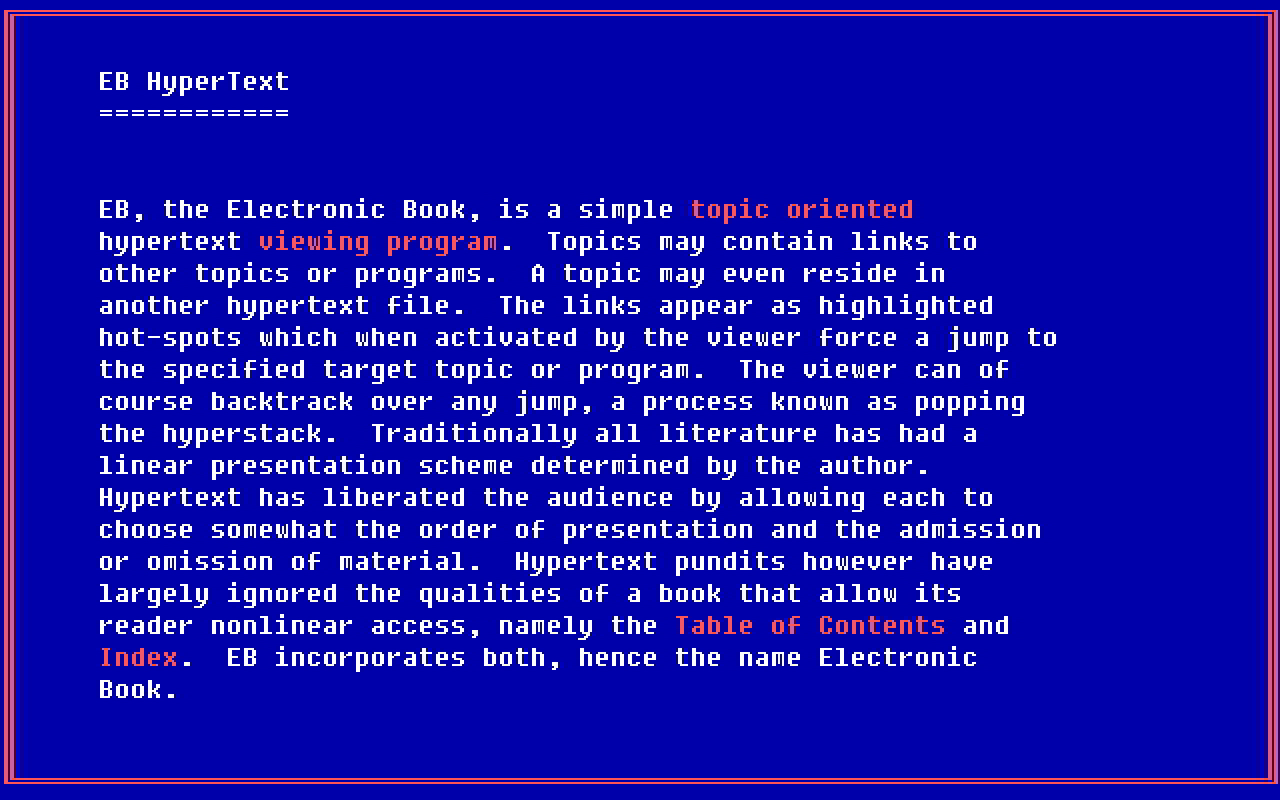 EB HyperText
============
EB, the Electronic Book, is a simple topic oriented
hypertext viewing program.  Topics may contain links to
other topics or programs.  A topic may even reside in
another hypertext file.  The links appear as highlighted
hot-spots which when activated by the viewer force a jump to
the specified target topic or program.  The viewer can of
course backtrack over any jump, a process known as popping
the hyperstack.  Traditionally all literature has had a
linear presentation scheme determined by the author.
Hypertext has liberated the audience by allowing each to
choose somewhat the order of presentation and the admission
or omission of material.  Hypertext pundits however have
largely ignored the qualities of a book that allow its
reader nonlinear access, namely the Table of Contents and
Index.  EB incorporates both, hence the name Electronic
Book.